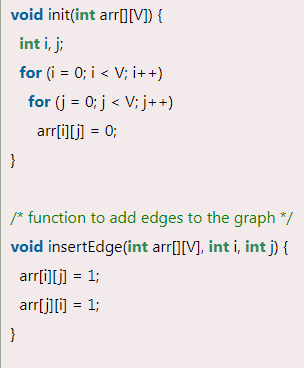 void init(int arr[][V]) {
int i, j;
for (i = 0; i < V; i++)
for (j = 0; j < V; j++)
arr[i][j] = 0;
}
/* function to add edges to the graph */
void insertEdge(int arr[][V], int i, int j) {
arr[i][j] = 1;
arr[j][i] = 1;
}